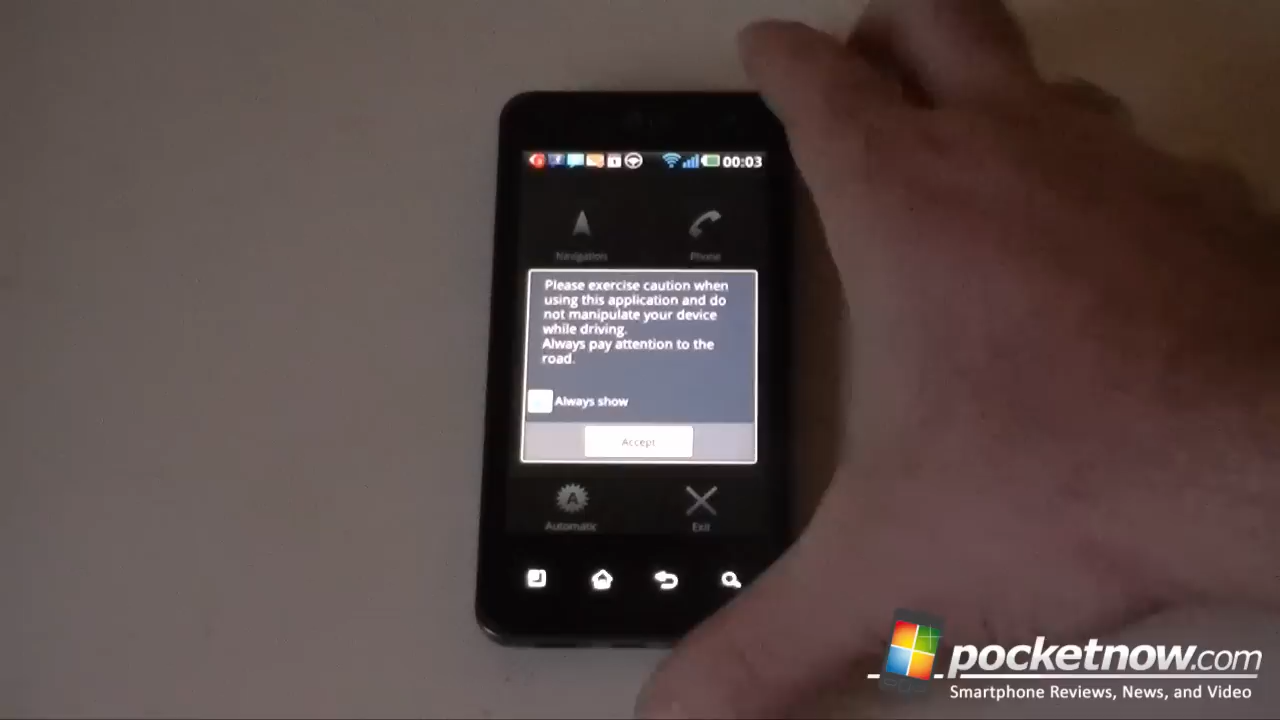 00:03
Navigation
Phone
Please exercise caution when
using this application and do
not manipulate your device
while driving.
Always pay attention to the
road.
Always show
Accept
A
Automatic
Exit
pocketnow.com
Smartphone Reviews, News, and Video